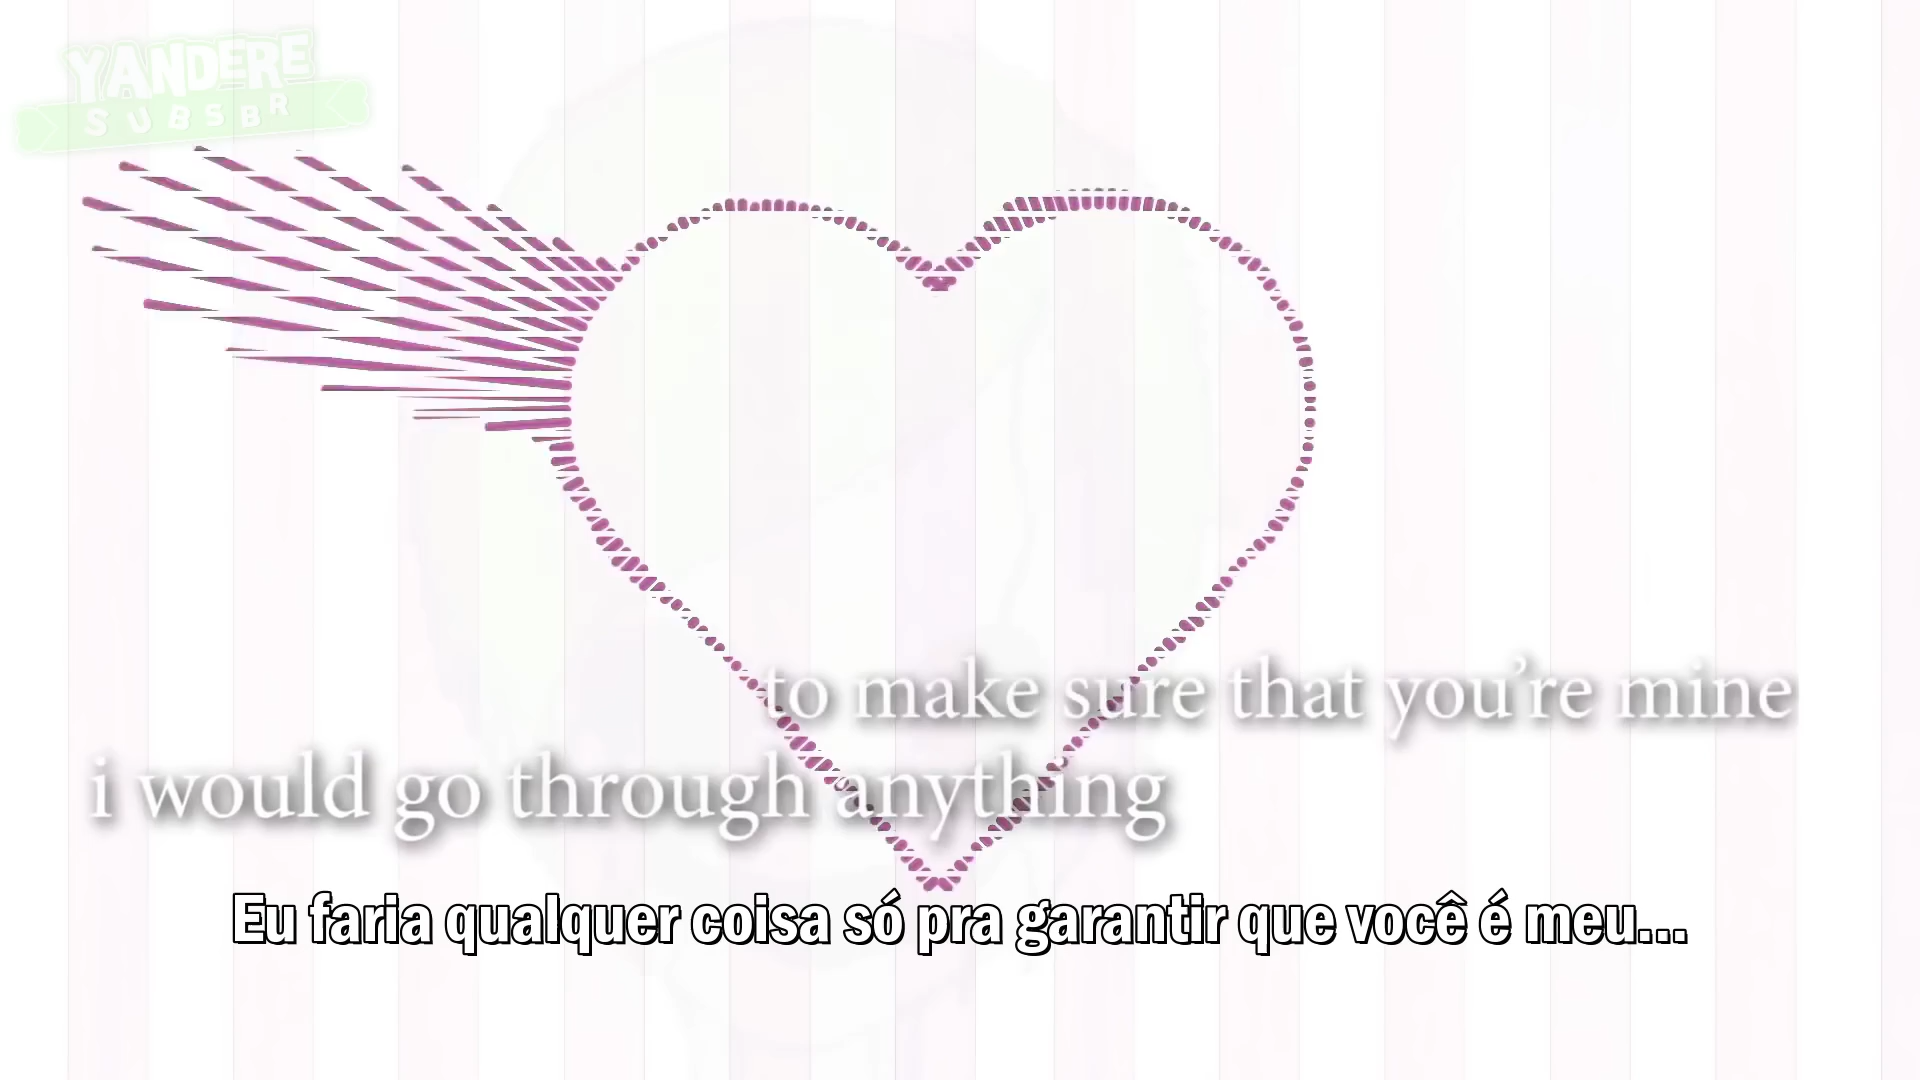 YANDERE
SUBSBR
to make sure that you're mine
i would go through anything
Eu faria qualquer coisa só pra garantir que você é meu...